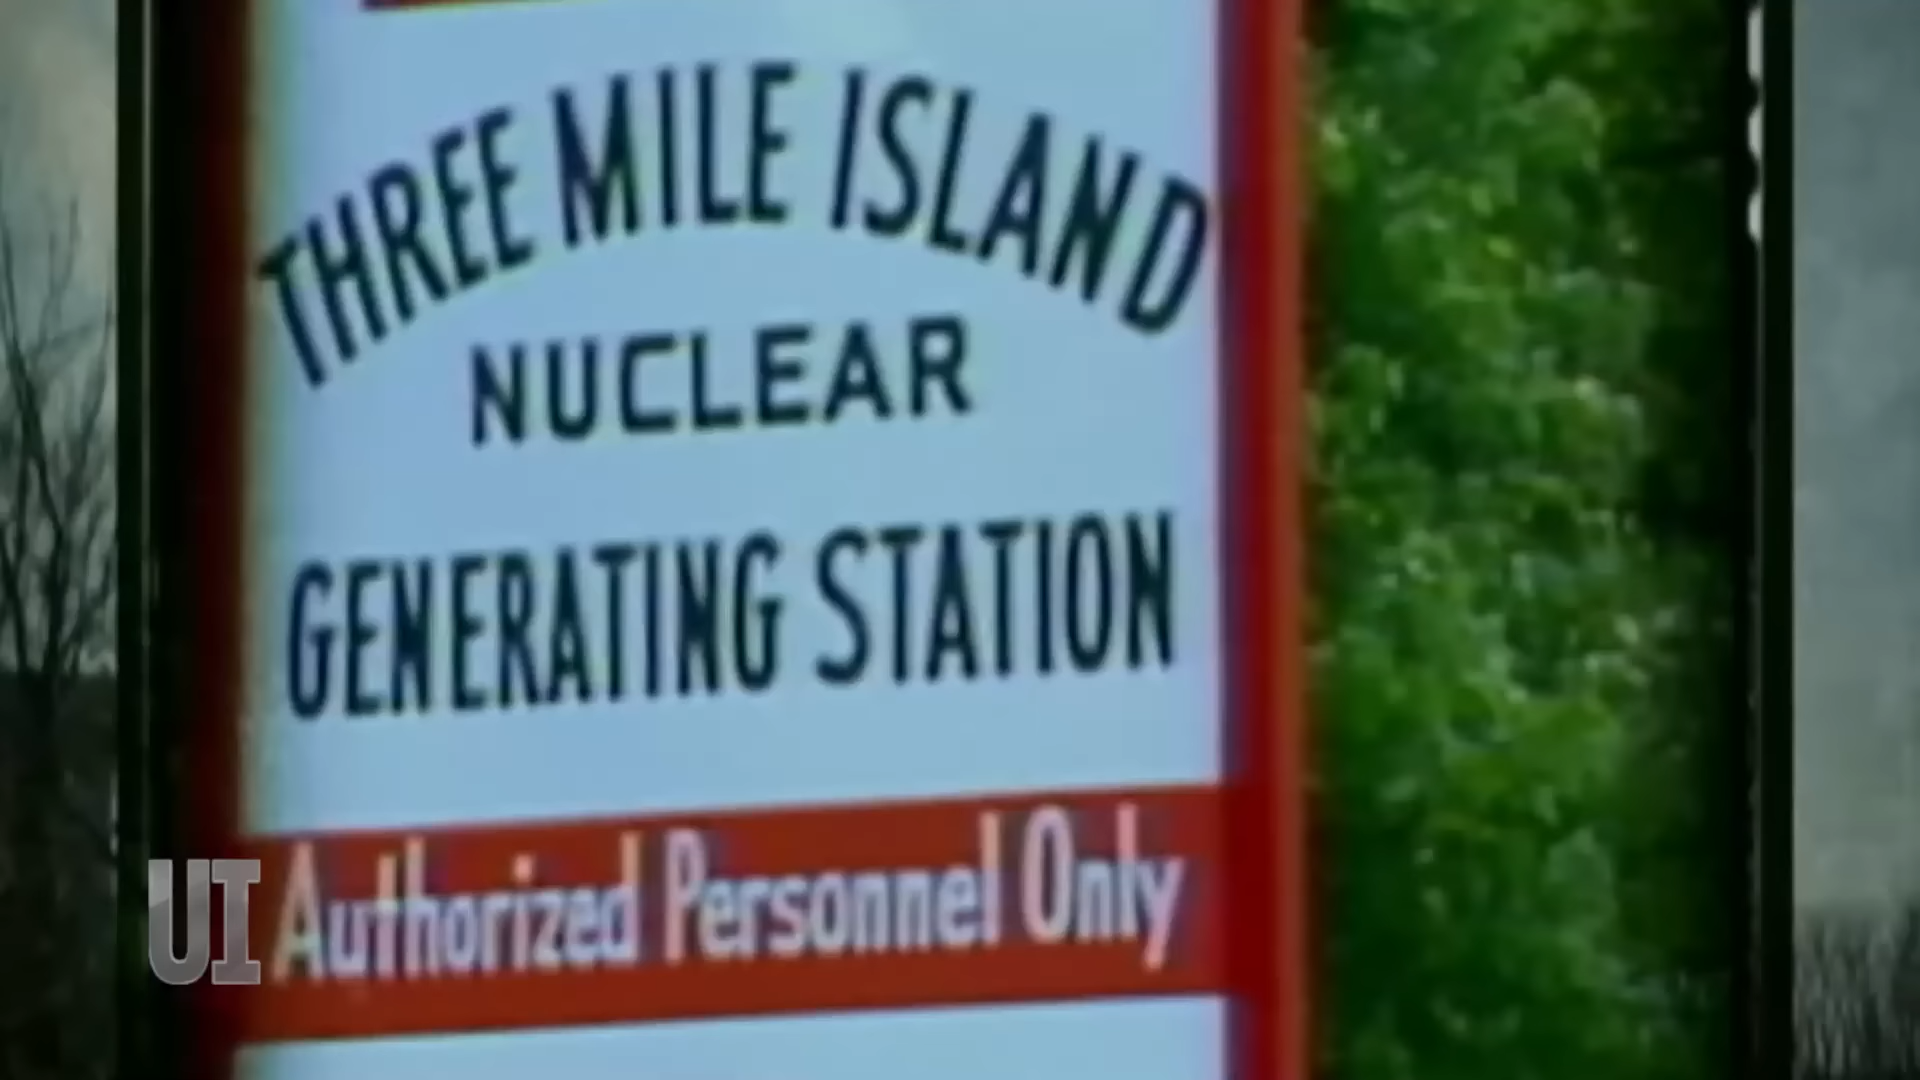 THREE MILE ISLAND
NUCLEAR
GENERATING STATION
Authorized Personnel Only
UI